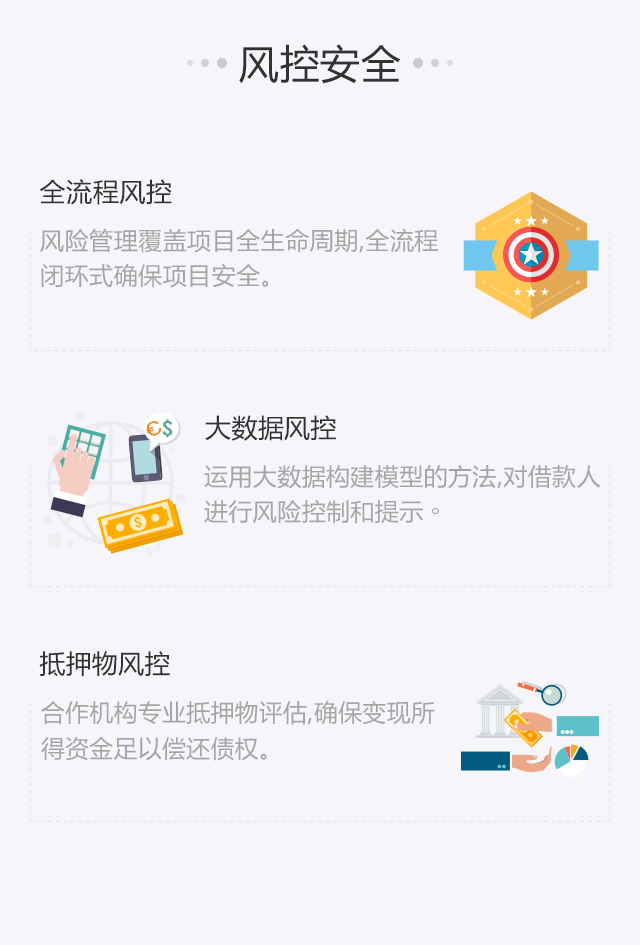 风控安全
全流程风控
风险管理覆盖项目全生命周期,全流程
闭环式确保项目安全。
$
大数据风控
运用大数据构建模型的方法,对借款人
进行风险控制和提示。
$
抵押物风控
合作机构专业抵押物评估,确保变现所
得资金足以偿还债权。